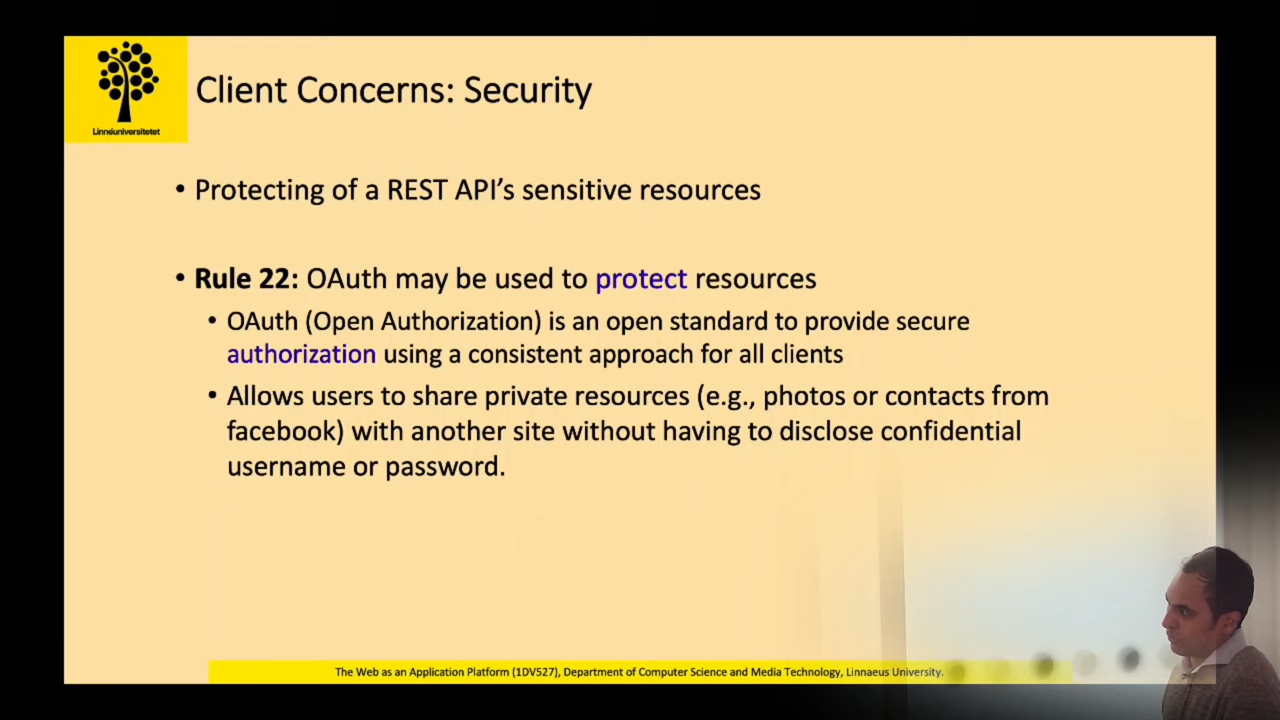 Linnéuniversitetet
Client Concerns: Security
• Protecting of a REST API’s sensitive resources
• Rule 22: OAuth may be used to protect resources
• OAuth (Open Authorization) is an open standard to provide secure
authorization using a consistent approach for all clients
• Allows users to share private resources (e.g., photos or contacts from
facebook) with another site without having to disclose confidential
username or password.
The Web as an Application Platform (1DV527), Department of Computer Science and Media Technology, Linnaeus University.